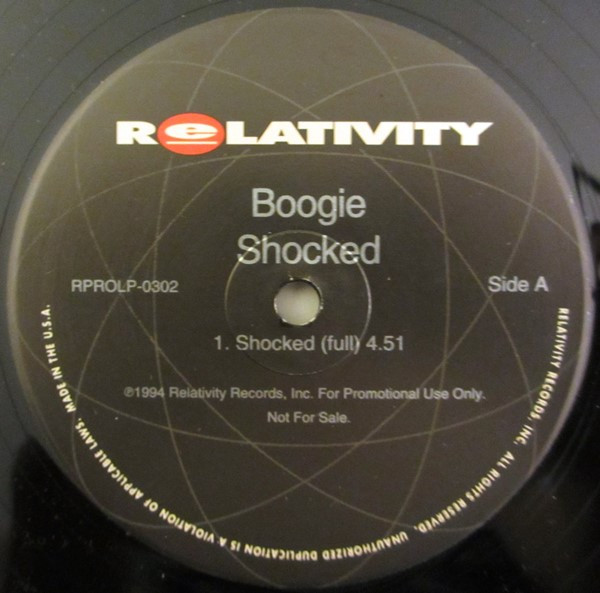 ReLATIVITY
Boogie
Shocked
RPROLP-0302
Side A
1. Shocked (full) 4.51
℗1994 Relativity Records, Inc. For Promotional Use Only.
Not For Sale.
RELATIVITY RECORDS, INC. ALL RIGHTS RESERVED. UNAUTHORIZED DUPLICATION IS A VIOLATION OF APPLICABLE LAWS. MADE IN THE U.S.A.